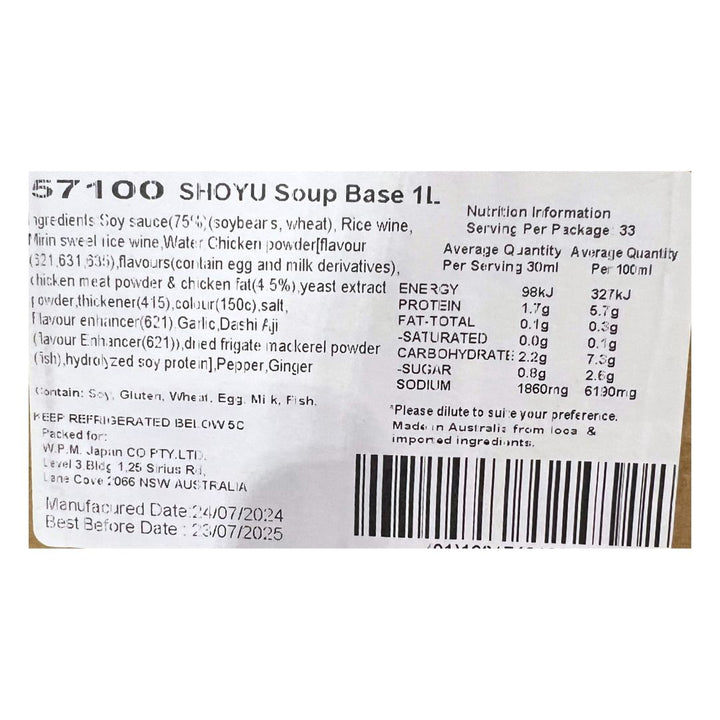 57100 SHOYU Soup Base 1L
Ingredients:Soy sauce(75%)(soybeans, wheat), Rice wine,
Mirin sweet rice wine,Water Chicken powder[flavour
(621,631,635),flavours(contain egg and milk derivatives),
chicken meat powder & chicken fat(4.5%),yeast extract
powder,thickener(415),colour(150c),salt,
Flavour enhancer(621).Garlic,Dashi Aji
(flavour Enhancer(621)),dried frigate mackerel powder
(fish),hydrolyzed soy protein],Pepper,Ginger
Contain: Soy, Gluten, Wheat, Egg, Milk, Fish.
KEEP REFRIGERATED BELOW 5C
Packed for:
W.P.M. Japan CO PTY.LTD.
Level 3,Bldg 1,25 Sirius Rd,
Lane Cove 2066 NSW AUSTRALIA
Manufacured Date:24/07/2024
Best Before Date : 23/07/2025
Nutrition Information
Serving Per Package: 33
Average Quantity Average Quantity
Per Serving 30ml Per 100ml
ENERGY 98kJ 327kJ
PROTEIN 1.7g 5.7g
FAT-TOTAL 0.1g 0.3g
-SATURATED 0.0g 0.1g
CARBOHYDRATE: 2.2g 7.3g
-SUGAR 0.8g 2.6g
SODIUM 1860mg 6190mg
*Please dilute to suite your preference.
Made in Australia from local &
imported ingredients.